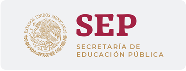 SEP
SECRETARÍA DE
EDUCACIÓN PÚBLICA